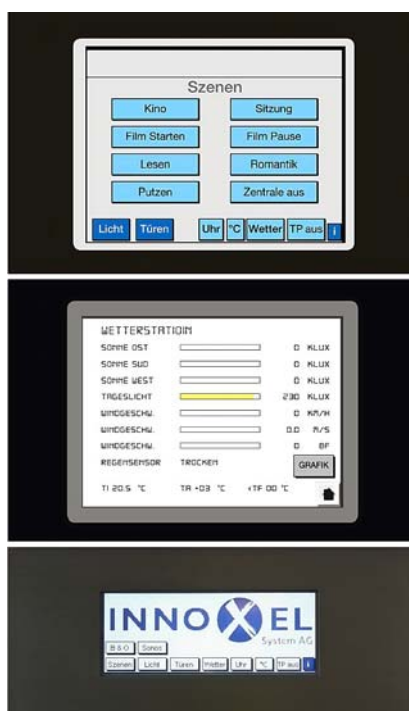 Szenen
Kino Sitzung
Film Starten Film Pause
Lesen Romantik
Putzen Zentrale aus
Licht Türen Uhr °C Wetter TP aus i
WETTERSTATION
SONNE OST 0 KLUX
SONNE SÜD 0 KLUX
SONNE WEST 0 KLUX
TAGESLICHT 230 KLUX
WINDGESCHW. 0 KM/H
WINDGESCHW. 0.0 M/S
WINDGESCHW. 0 BF
REGENSENSOR TROCKEN GRAFIK
TI 20.5 °C TA +03 °C
INNOXEL
System AG
B & O Sonos
Szenen Licht Türen Wetter Uhr °C TP aus i